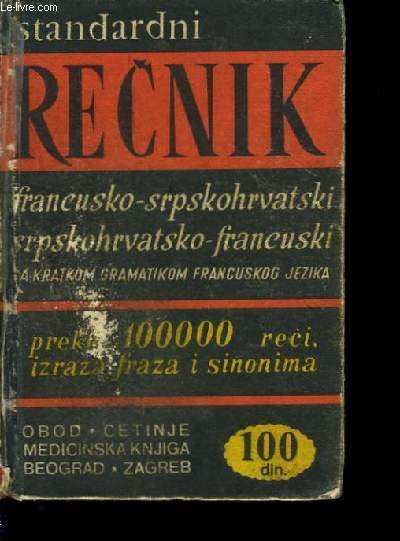 © Le-livre.com
standardni
REČNIK
francusko-srpskohrvatski
srpskohrvatsko-francuski
SA KRATKOM GRAMATIKOM FRANCUSKOG JEZIKA
preko 100000 reči,
izraza, fraza i sinonima
OBOD • CETINJE
MEDICINSKA KNJIGA
BEOGRAD • ZAGREB
100
din.